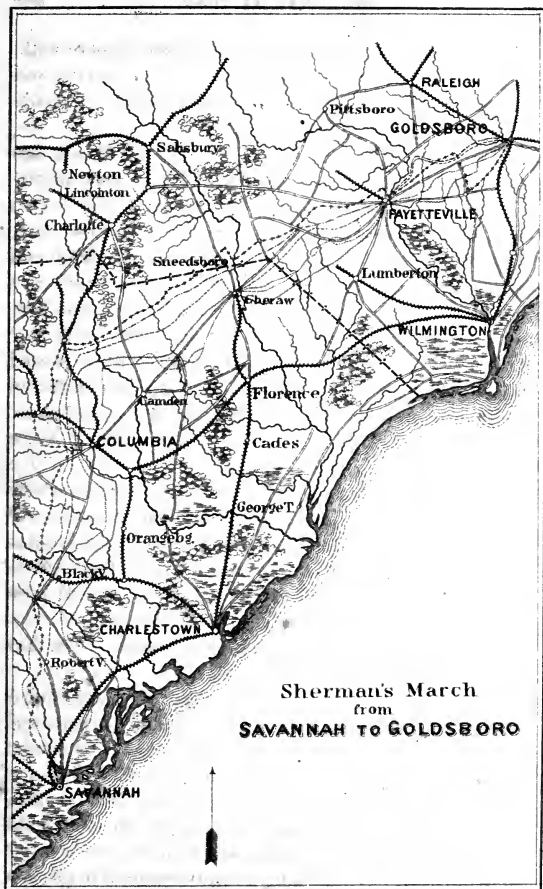 RALEIGH
Pittsboro
GOLDSBORO
Salisbury
Newton
Lincolnton
Charlotte
FAYETTEVILLE
Sneedsboro
Lumberton
Cheraw
WILMINGTON
Camden
Florence
COLUMBIA
Cades
George T.
Orangebg.
Blackv.
CHARLESTOWN
Robert V.
Sherman's March
from
SAVANNAH TO GOLDSBORO
SAVANNAH